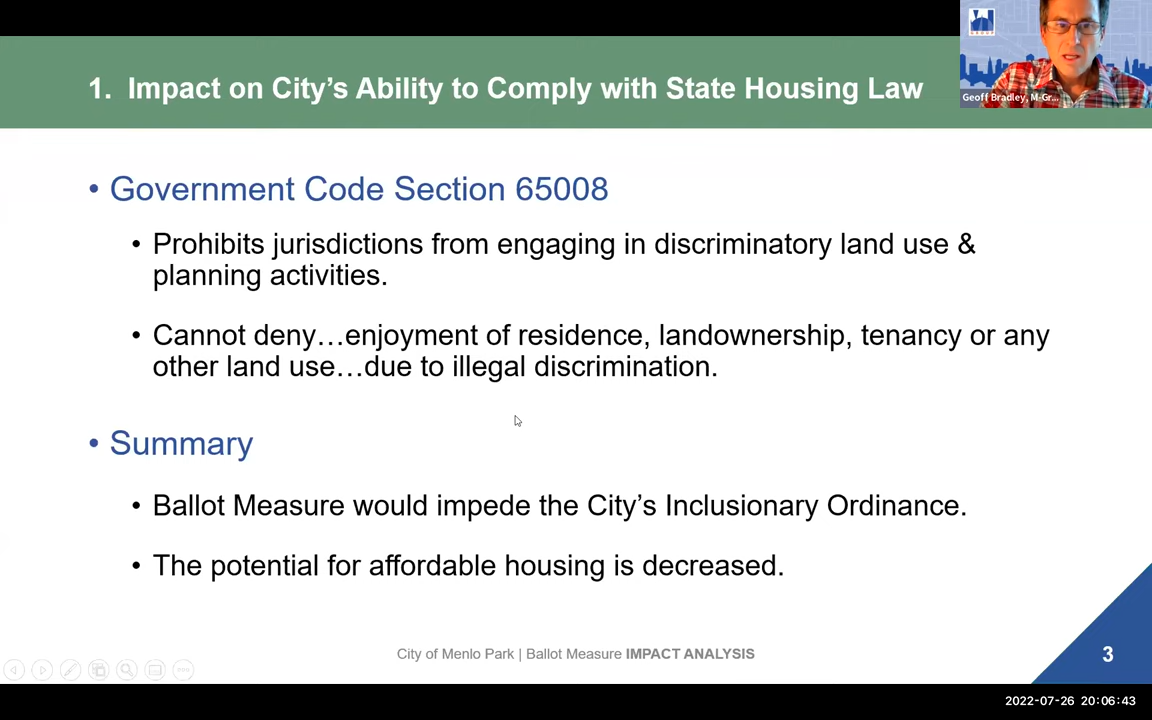 1. Impact on City's Ability to Comply with State Housing Law
Geoff Bradley, M-Gr...
• Government Code Section 65008
• Prohibits jurisdictions from engaging in discriminatory land use &
planning activities.
• Cannot deny…enjoyment of residence, landownership, tenancy or any
other land use…due to illegal discrimination.
• Summary
• Ballot Measure would impede the City's Inclusionary Ordinance.
• The potential for affordable housing is decreased.
City of Menlo Park | Ballot Measure IMPACT ANALYSIS
3
2022-07-26 20:06:43